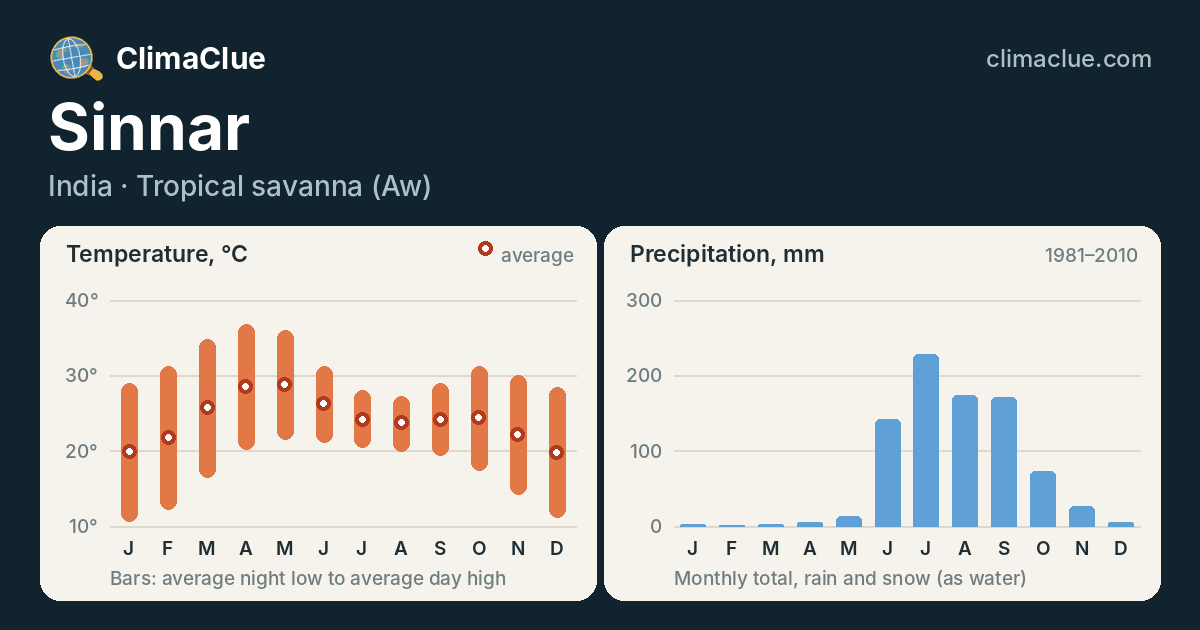 ClimaClue
climaclue.com
Sinnar
India · Tropical savanna (Aw)
Temperature, °C
average
40°
30°
20°
10°
J F M A M J J A S O N D
Bars: average night low to average day high
Precipitation, mm
1981–2010
300
200
100
0
J F M A M J J A S O N D
Monthly total, rain and snow (as water)